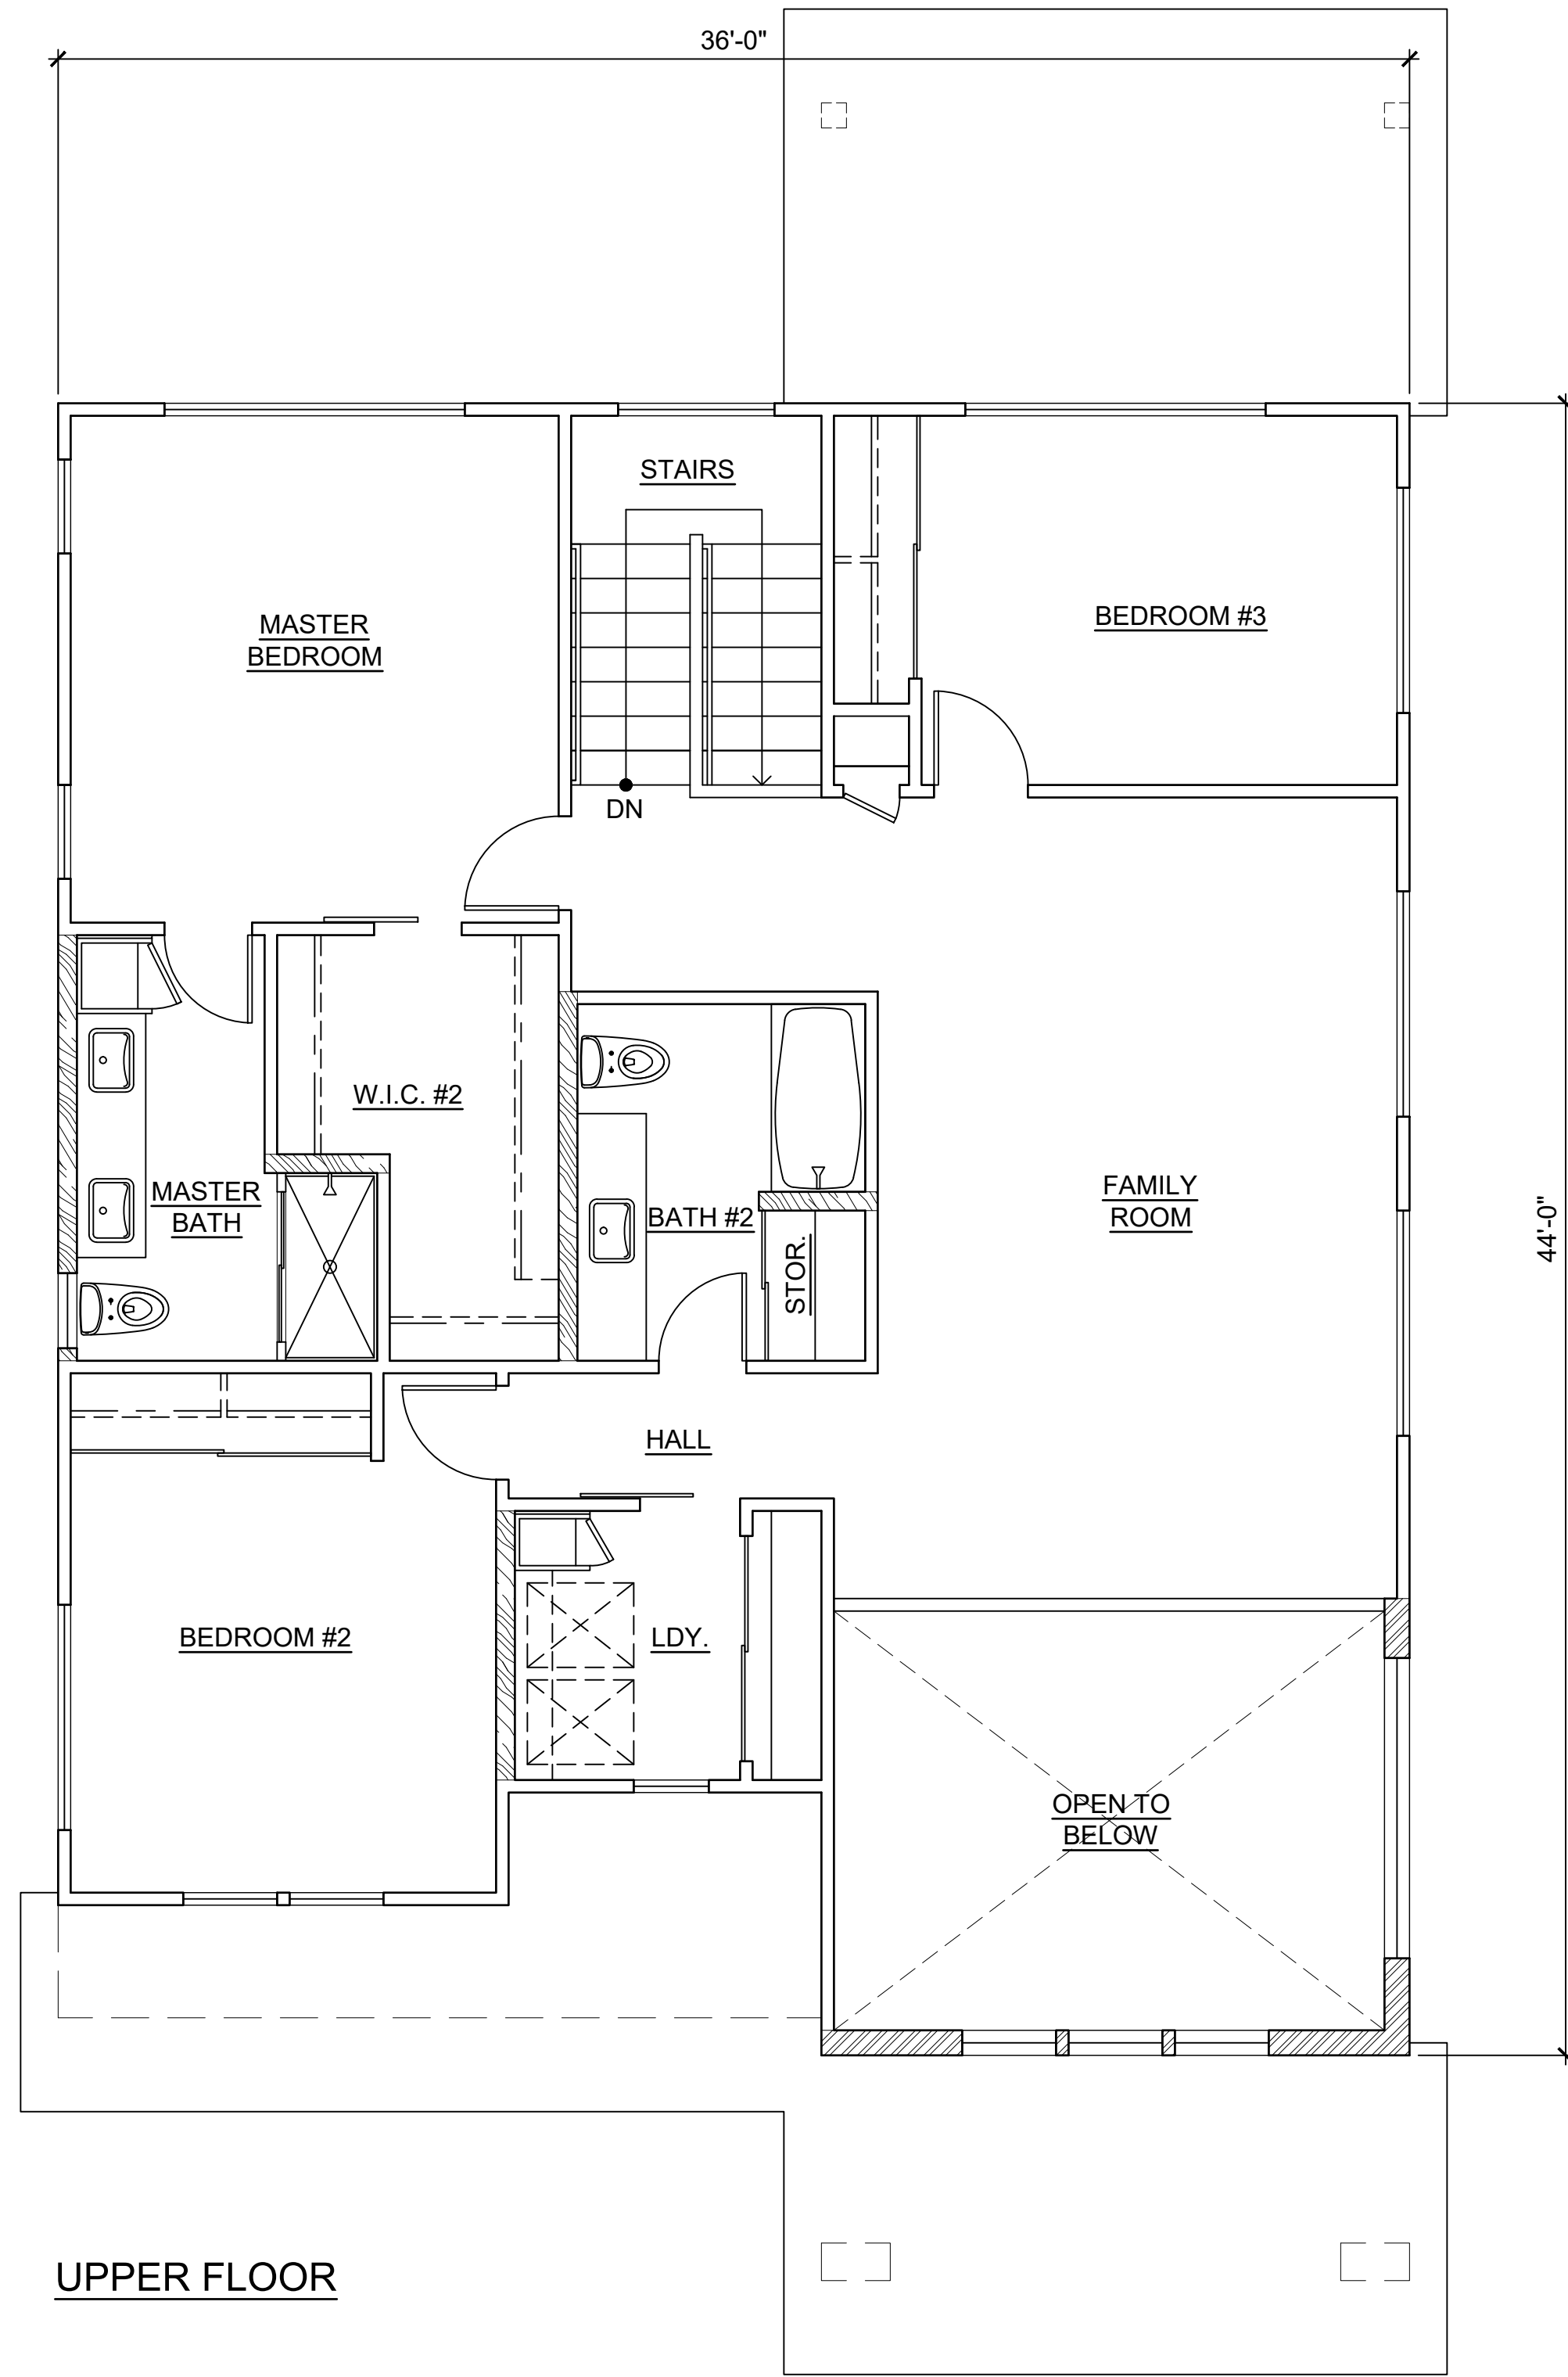 36'-0"
STAIRS
BEDROOM #3
MASTER
BEDROOM
DN
W.I.C. #2
MASTER
BATH
BATH #2
STOR.
FAMILY
ROOM
44'-0"
HALL
BEDROOM #2
LDY.
OPEN TO
BELOW
UPPER FLOOR